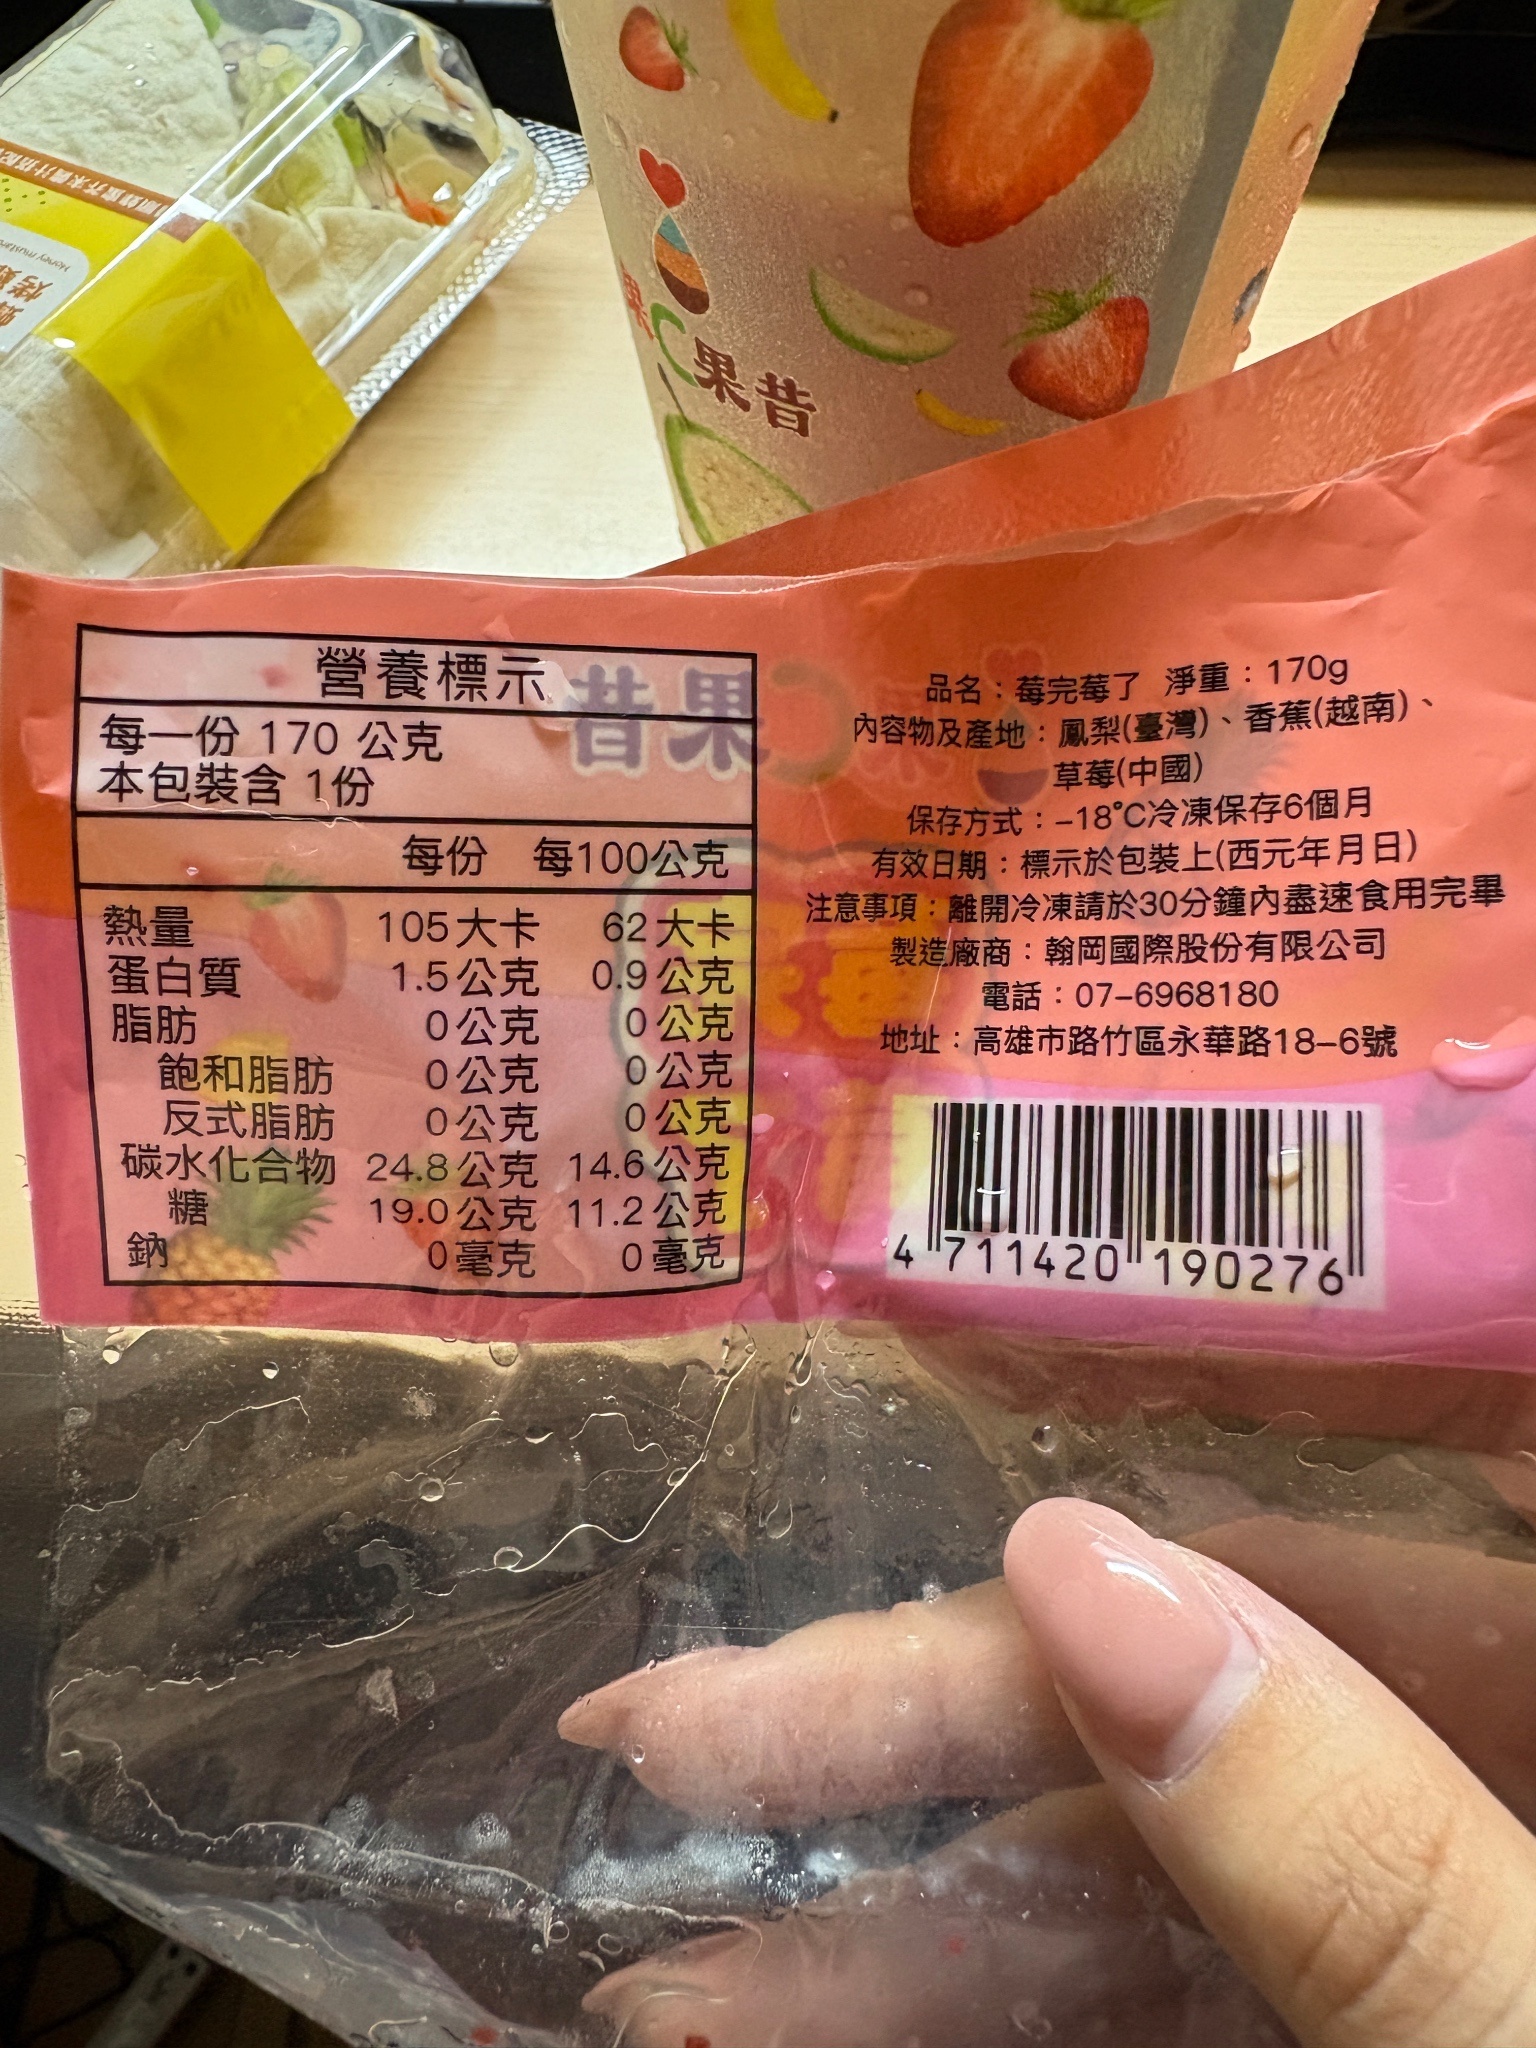 Honey mustard
果C果昔
營養標示
每一份 170 公克
本包裝含 1份
每份 每100公克
熱量 105大卡 62大卡
蛋白質 1.5公克 0.9公克
脂肪 0公克 0公克
飽和脂肪 0公克 0公克
反式脂肪 0公克 0公克
碳水化合物 24.8公克 14.6公克
糖 19.0公克 11.2公克
鈉 0毫克 0毫克
品名：莓完莓了 淨重：170g
內容物及產地：鳳梨(臺灣)、香蕉(越南)、
草莓(中國)
保存方式：-18°C冷凍保存6個月
有效日期：標示於包裝上(西元年月日)
注意事項：離開冷凍請於30分鐘內盡速食用完畢
製造廠商：翰岡國際股份有限公司
電話：07-6968180
地址：高雄市路竹區永華路18-6號
4 711420 190276